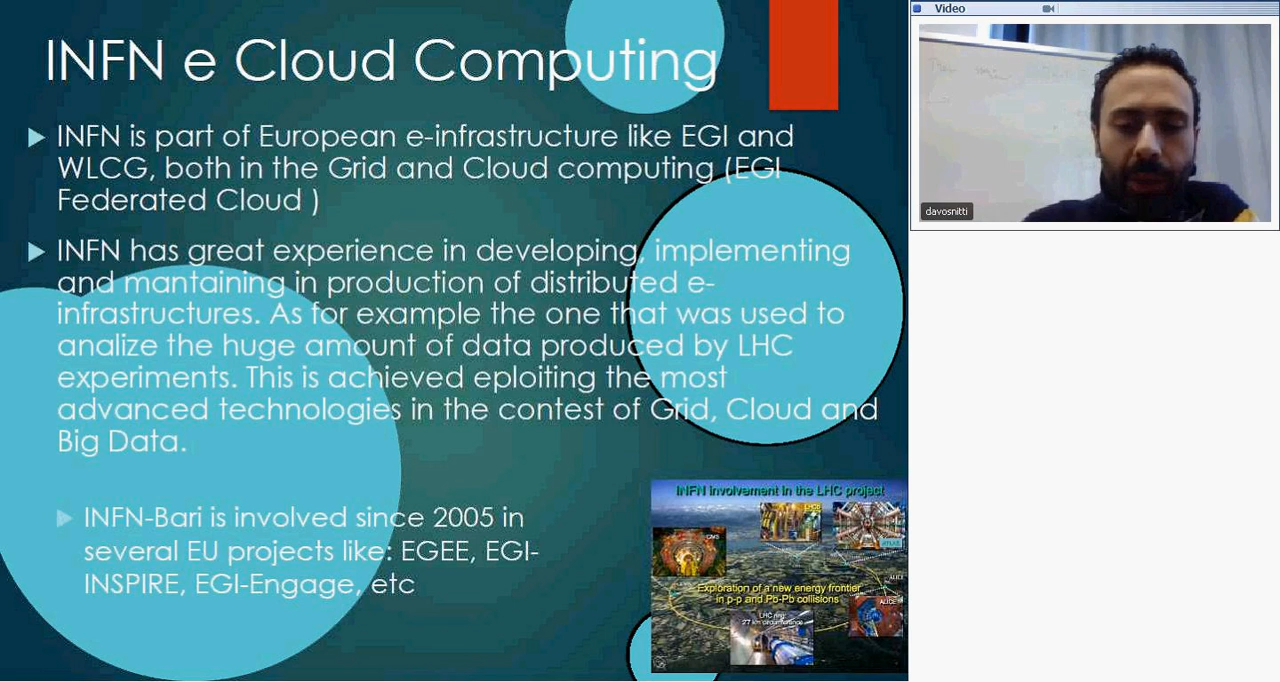 INFN e Cloud Computing
INFN is part of European e-infrastructure like EGI and
WLCG, both in the Grid and Cloud computing (EGI
Federated Cloud )
INFN has great experience in developing, implementing
and mantaining in production of distributed e-
infrastructures. As for example the one that was used to
analize the huge amount of data produced by LHC
experiments. This is achieved eploiting the most
advanced technologies in the contest of Grid, Cloud and
Big Data.
INFN-Bari is involved since 2005 in
several EU projects like: EGEE, EGI-
INSPIRE, EGI-Engage, etc
INFN involvement in the LHC project
LHCb
CMS
ATLAS
Exploration of a new energy frontier
in p-p and Pb-Pb collisions
ALICE
ALICE
LHC ring:
27 km circumference
Video
davosnitti